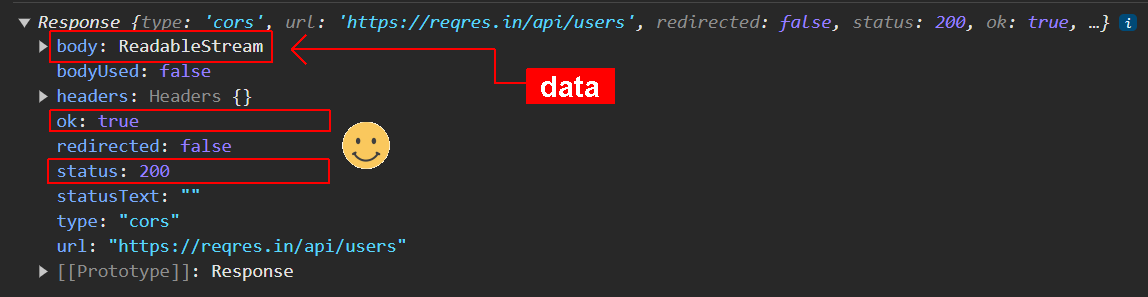 ▼ Response {type: 'cors', url: 'https://reqres.in/api/users', redirected: false, status: 200, ok: true, …} i
▶ body: ReadableStream
bodyUsed: false
data
▶ headers: Headers {}
ok: true
redirected: false
status: 200
statusText: ""
type: "cors"
url: "https://reqres.in/api/users"
▶ [[Prototype]]: Response